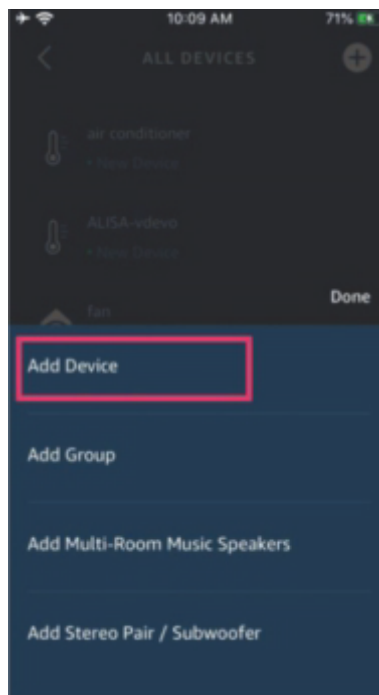 10:09 AM 71%
ALL DEVICES
air conditioner
• New Device
ALISA-vdevo
• New Device
fan
Done
Add Device
Add Group
Add Multi-Room Music Speakers
Add Stereo Pair / Subwoofer